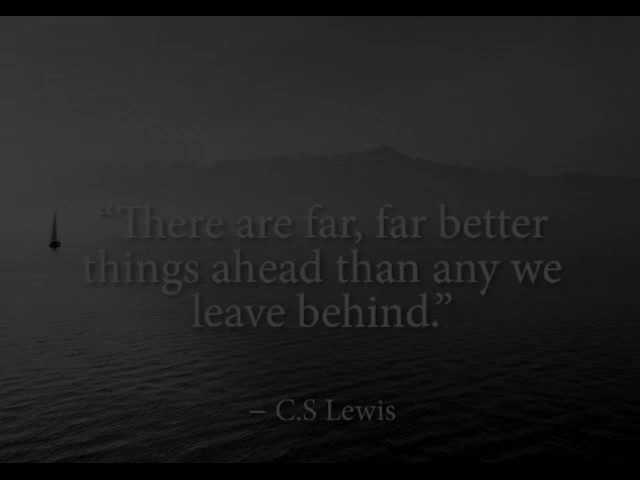 “There are far, far better
things ahead than any we
leave behind.”
– C.S Lewis